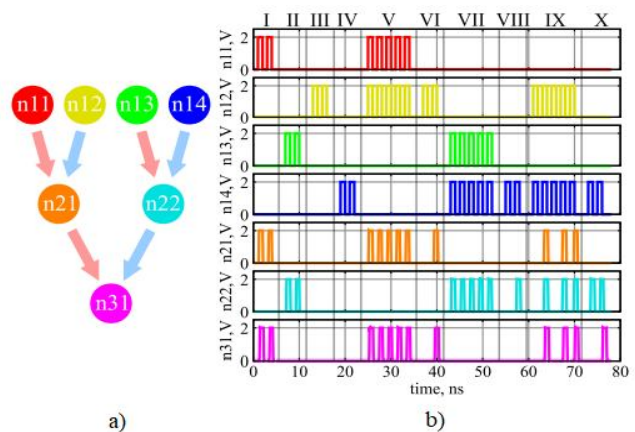 I II III IV V VI VII VIII IX X
n11 n12 n13 n14
n21 n22
n31
a)
n11,V
2
0
n12,V
2
0
n13,V
2
0
n14,V
2
0
n21,V
2
0
n22,V
2
0
n31,V
2
0
0 10 20 30 40 50 60 70 80
time, ns
b)